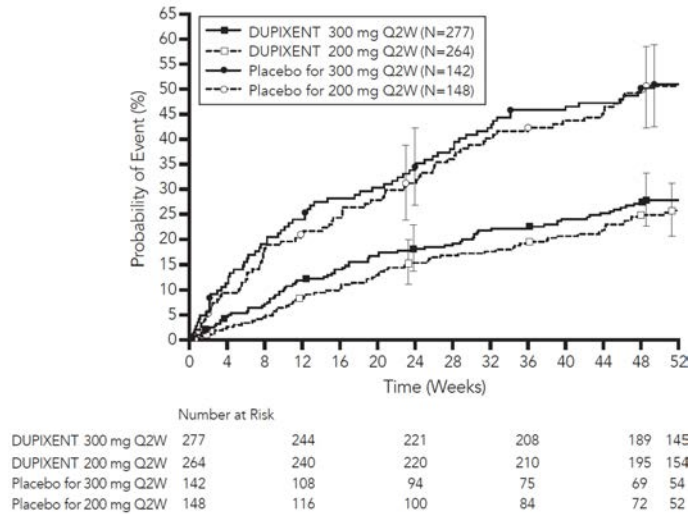 65
60
55
50
45
40
35
30
25
20
15
10
5
0
Probability of Event (%)
DUPIXENT 300 mg Q2W (N=277)
DUPIXENT 200 mg Q2W (N=264)
Placebo for 300 mg Q2W (N=142)
Placebo for 200 mg Q2W (N=148)
0 4 8 12 16 20 24 28 32 36 40 44 48 52
Time (Weeks)
Number at Risk
DUPIXENT 300 mg Q2W 277 244 221 208 189 145
DUPIXENT 200 mg Q2W 264 240 220 210 195 154
Placebo for 300 mg Q2W 142 108 94 75 69 54
Placebo for 200 mg Q2W 148 116 100 84 72 52